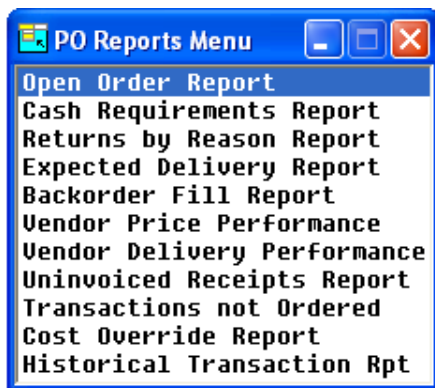 PO Reports Menu
Open Order Report
Cash Requirements Report
Returns by Reason Report
Expected Delivery Report
Backorder Fill Report
Vendor Price Performance
Vendor Delivery Performance
Uninvoiced Receipts Report
Transactions not Ordered
Cost Override Report
Historical Transaction Rpt